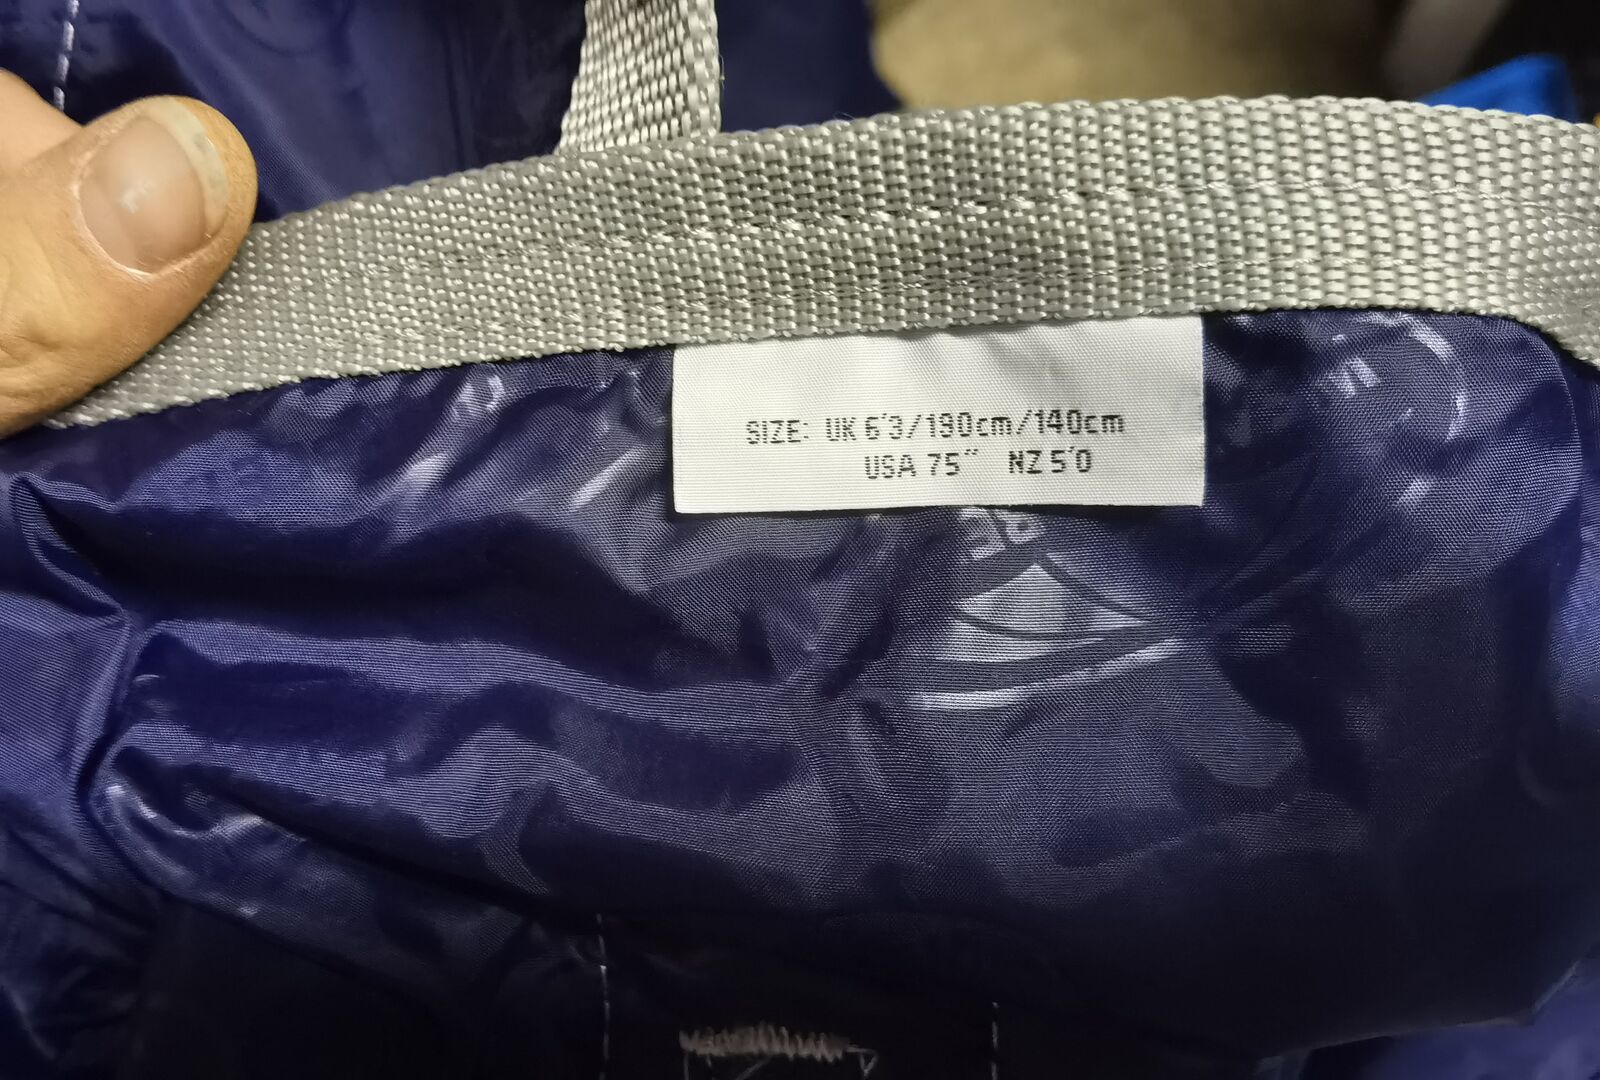 SIZE: UK 6'3/190cm/140cm
USA 75" NZ 5'0